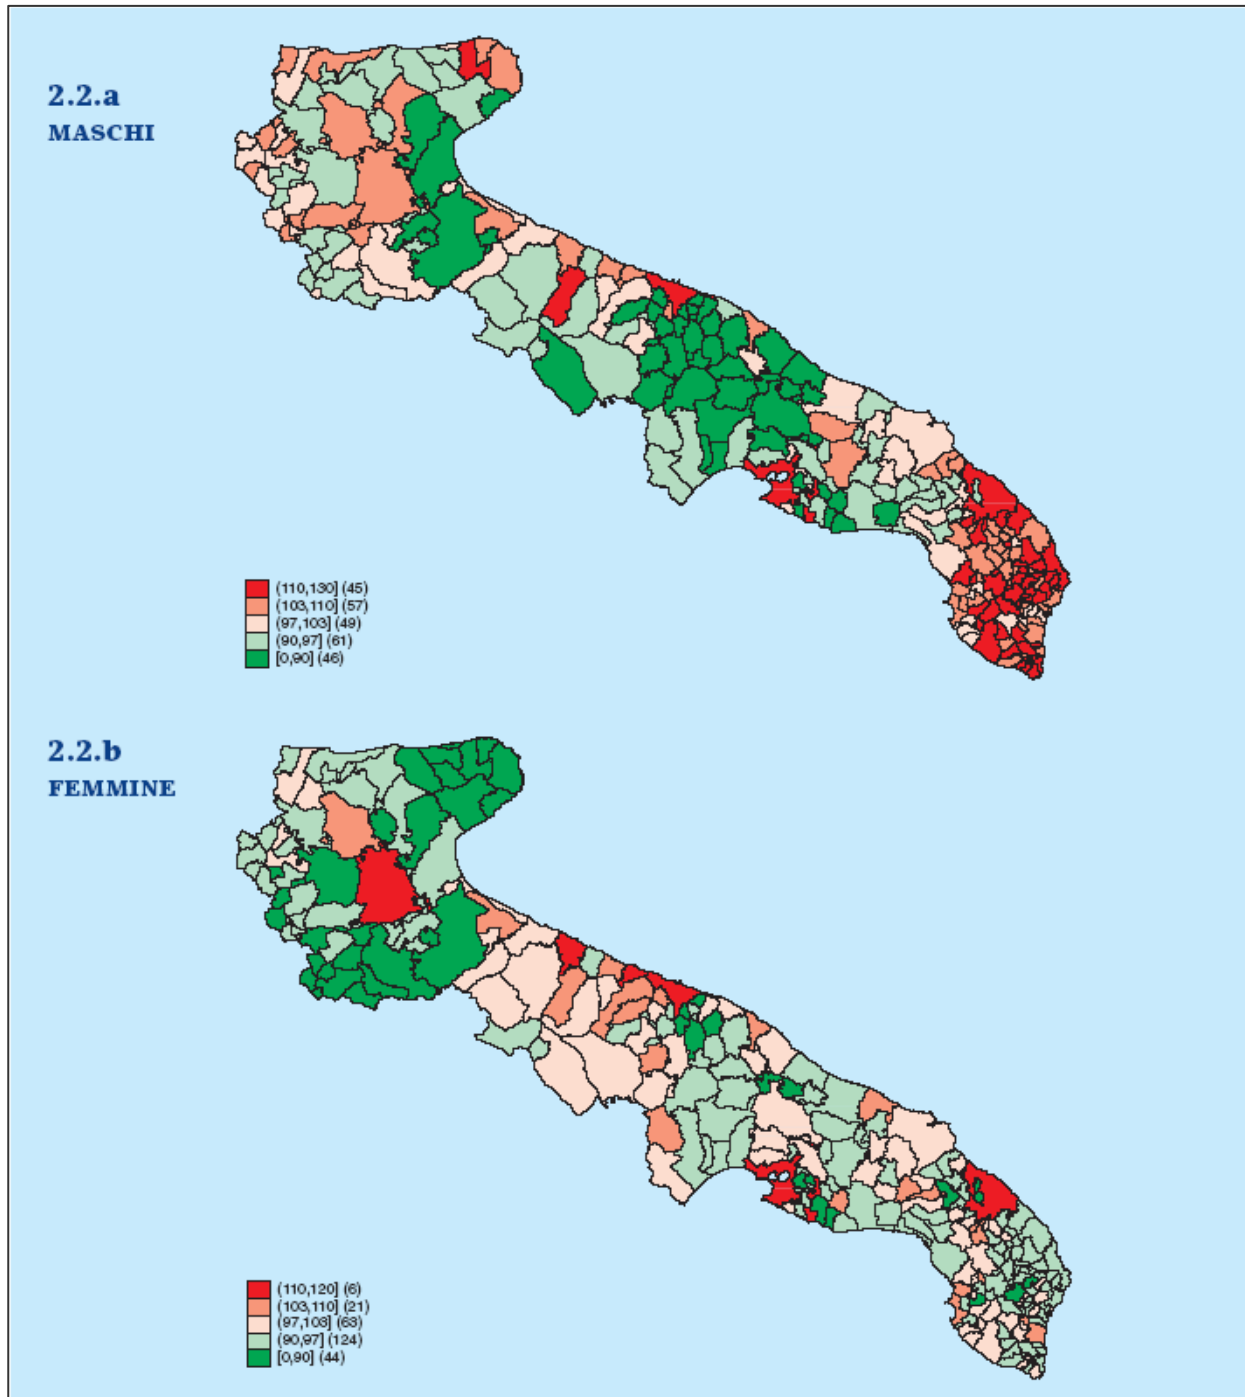 2.2.a
MASCHI
(110,130] (45)
(103,110] (57)
(97,103] (49)
(90,97] (61)
[0,90] (46)
2.2.b
FEMMINE
(110,120] (6)
(103,110] (21)
(97,103] (63)
(90,97] (124)
[0,90] (44)